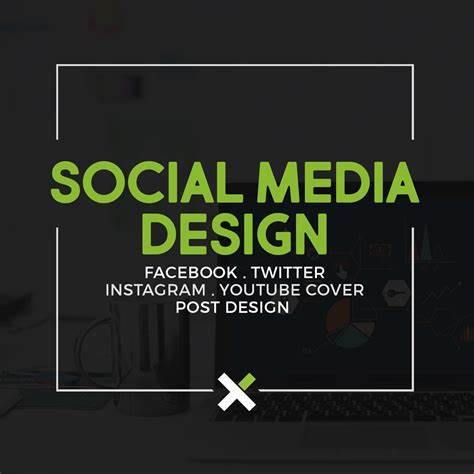 SOCIAL MEDIA
DESIGN
FACEBOOK . TWITTER
INSTAGRAM . YOUTUBE COVER
POST DESIGN